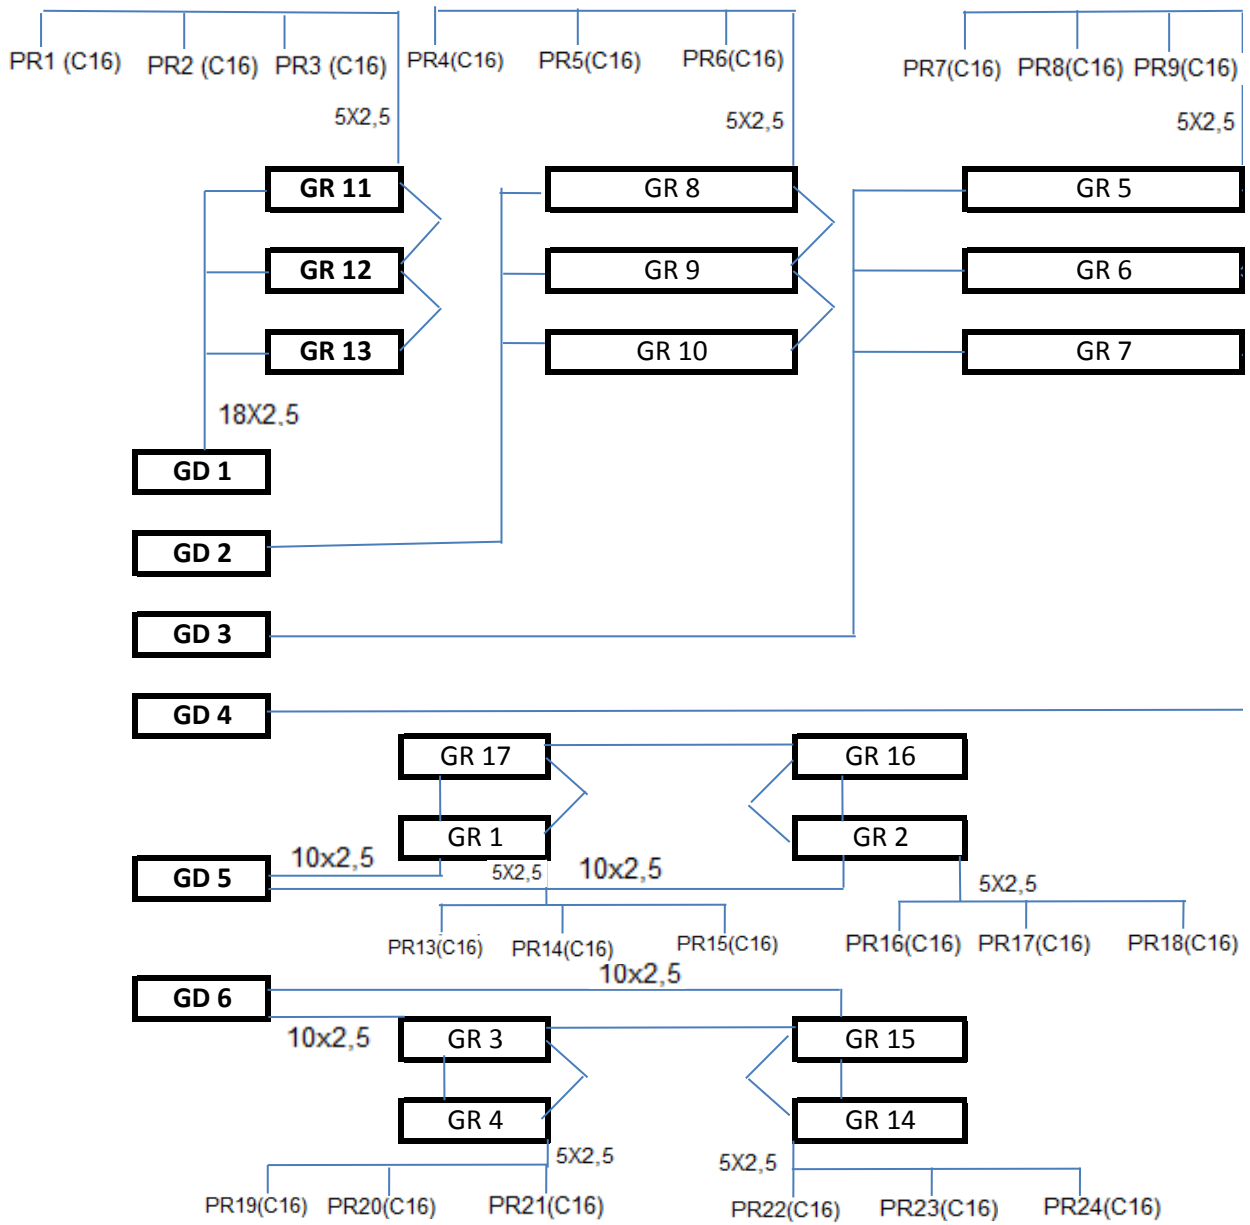 PR1 (C16) PR2 (C16) PR3 (C16) PR4(C16) PR5(C16) PR6(C16) PR7(C16) PR8(C16) PR9(C16)
5X2,5 5X2,5 5X2,5
GR 11 GR 8 GR 5
GR 12 GR 9 GR 6
GR 13 GR 10 GR 7
18X2,5
GD 1
GD 2
GD 3
GD 4
GR 17 GR 16
GR 1 GR 2
10x2,5 5X2,5 10x2,5
GD 5 5X2,5
PR13(C16) PR14(C16) PR15(C16) PR16(C16) PR17(C16) PR18(C16)
10x2,5
GD 6
10x2,5 GR 3 GR 15
GR 4 GR 14
5X2,5 5X2,5
PR19(C16) PR20(C16) PR21(C16) PR22(C16) PR23(C16) PR24(C16)